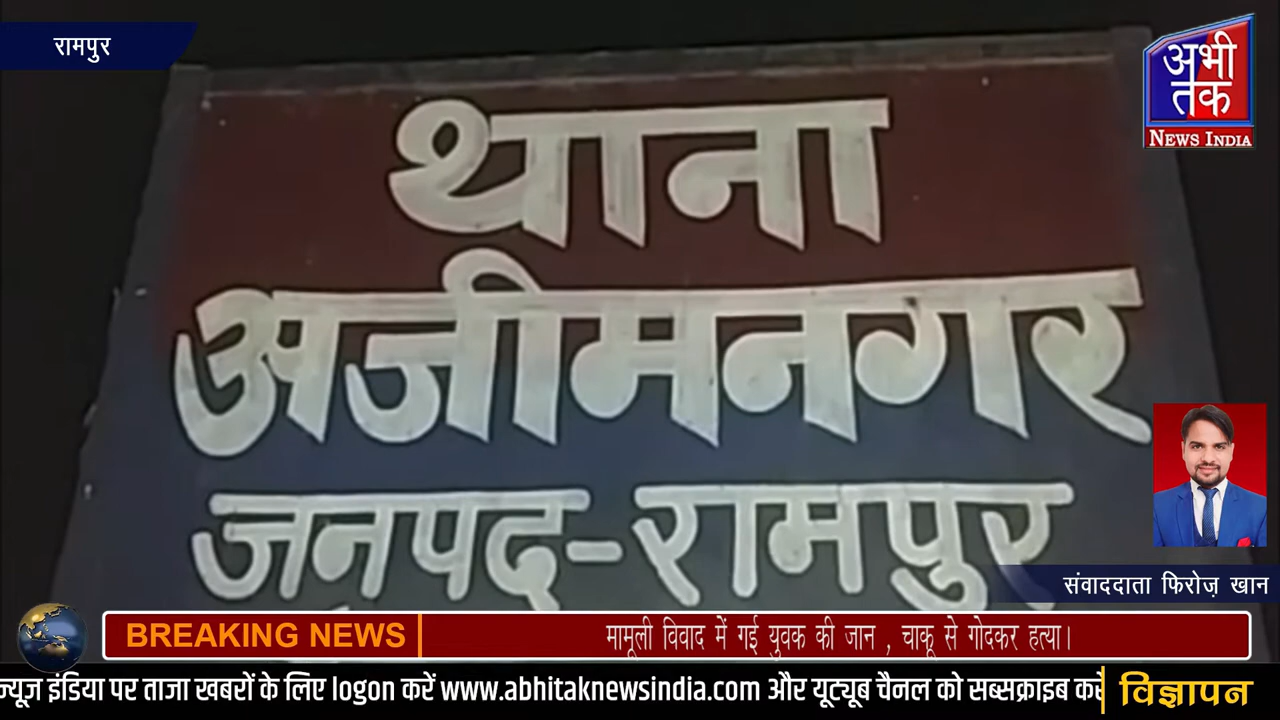 रामपुर
अभी
तक
NEWS INDIA
थाना
अजीमनगर
जनपद-रामपुर
संवाददाता फिरोज़ खान
BREAKING NEWS
मामूली विवाद में गई युवक की जान , चाकू से गोदकर हत्या।
न्यूज़ इंडिया पर ताजा खबरों के लिए logon करें www.abhitaknewsindia.com और यूट्यूब चैनल को सब्सक्राइब करें
विज्ञापन